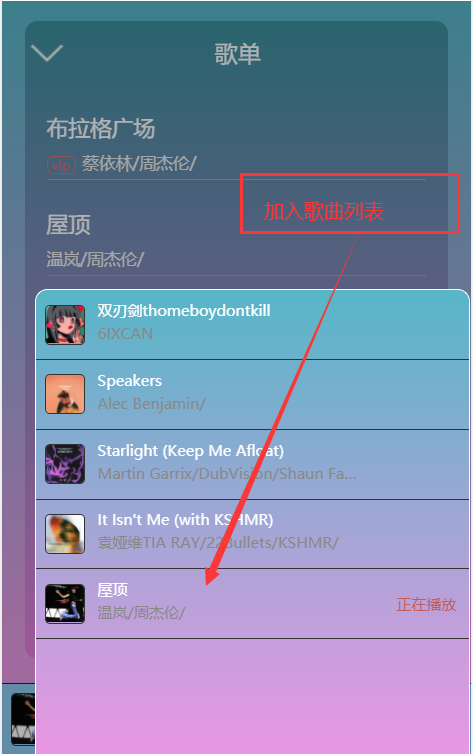 歌单
布拉格广场
vip 蔡依林/周杰伦/
加入歌曲列表
屋顶
温岚/周杰伦/
双刃剑thomeboydontkill
6IXCAN
Speakers
Alec Benjamin/
Starlight (Keep Me Afloat)
Martin Garrix/DubVision/Shaun Fa...
It Isn't Me (with KSHMR)
袁娅维TIA RAY/22Bullets/KSHMR/
屋顶
温岚/周杰伦/
正在播放